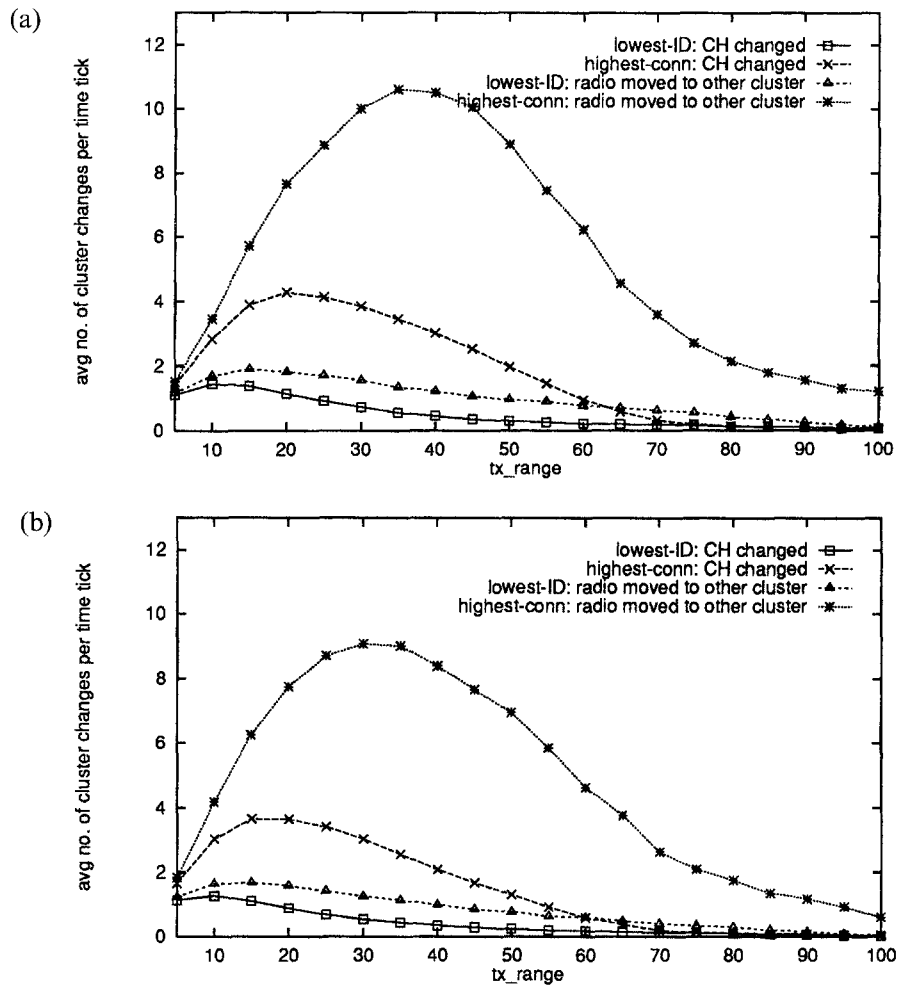 (a)
avg no. of cluster changes per time tick
12
10
8
6
4
2
0
lowest-ID: CH changed
highest-conn: CH changed
lowest-ID: radio moved to other cluster
highest-conn: radio moved to other cluster
10 20 30 40 50 60 70 80 90 100
tx_range
(b)
avg no. of cluster changes per time tick
12
10
8
6
4
2
0
lowest-ID: CH changed
highest-conn: CH changed
lowest-ID: radio moved to other cluster
highest-conn: radio moved to other cluster
10 20 30 40 50 60 70 80 90 100
tx_range